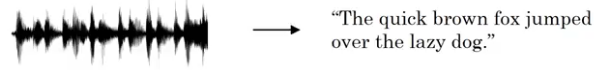 “The quick brown fox jumped
over the lazy dog.”